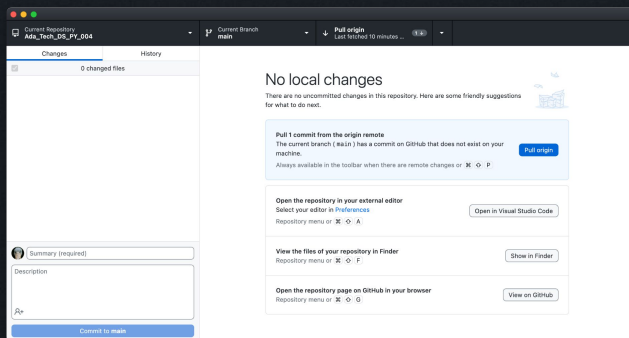 Current Repository
Ada_Tech_DS_PY_004
Current Branch
main
Pull origin
Last fetched 10 minutes ...
1
Changes
History
0 changed files
No local changes
There are no uncommitted changes in this repository. Here are some friendly suggestions
for what to do next.
Pull 1 commit from the origin remote
The current branch ( main ) has a commit on GitHub that does not exist on your
machine.
Pull origin
Always available in the toolbar when there are remote changes or ⌘ ⇧ P
Open the repository in your external editor
Select your editor in Preferences
Open in Visual Studio Code
Repository menu or ⌘ ⇧ A
View the files of your repository in Finder
Show in Finder
Repository menu or ⌘ ⇧ F
Open the repository page on GitHub in your browser
View on GitHub
Repository menu or ⌘ ⇧ G
Summary (required)
Description
Commit to main